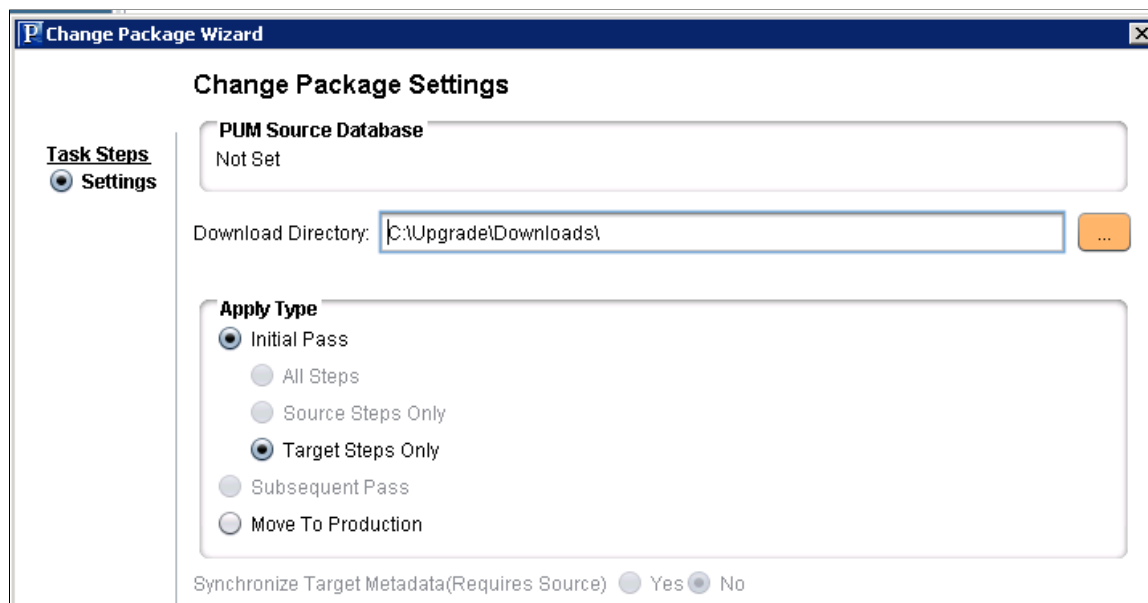 P Change Package Wizard
Change Package Settings
PUM Source Database
Not Set
Task Steps
Settings
Download Directory: C:\Upgrade\Downloads\ ...
Apply Type
Initial Pass
All Steps
Source Steps Only
Target Steps Only
Subsequent Pass
Move To Production
Synchronize Target Metadata(Requires Source) Yes No